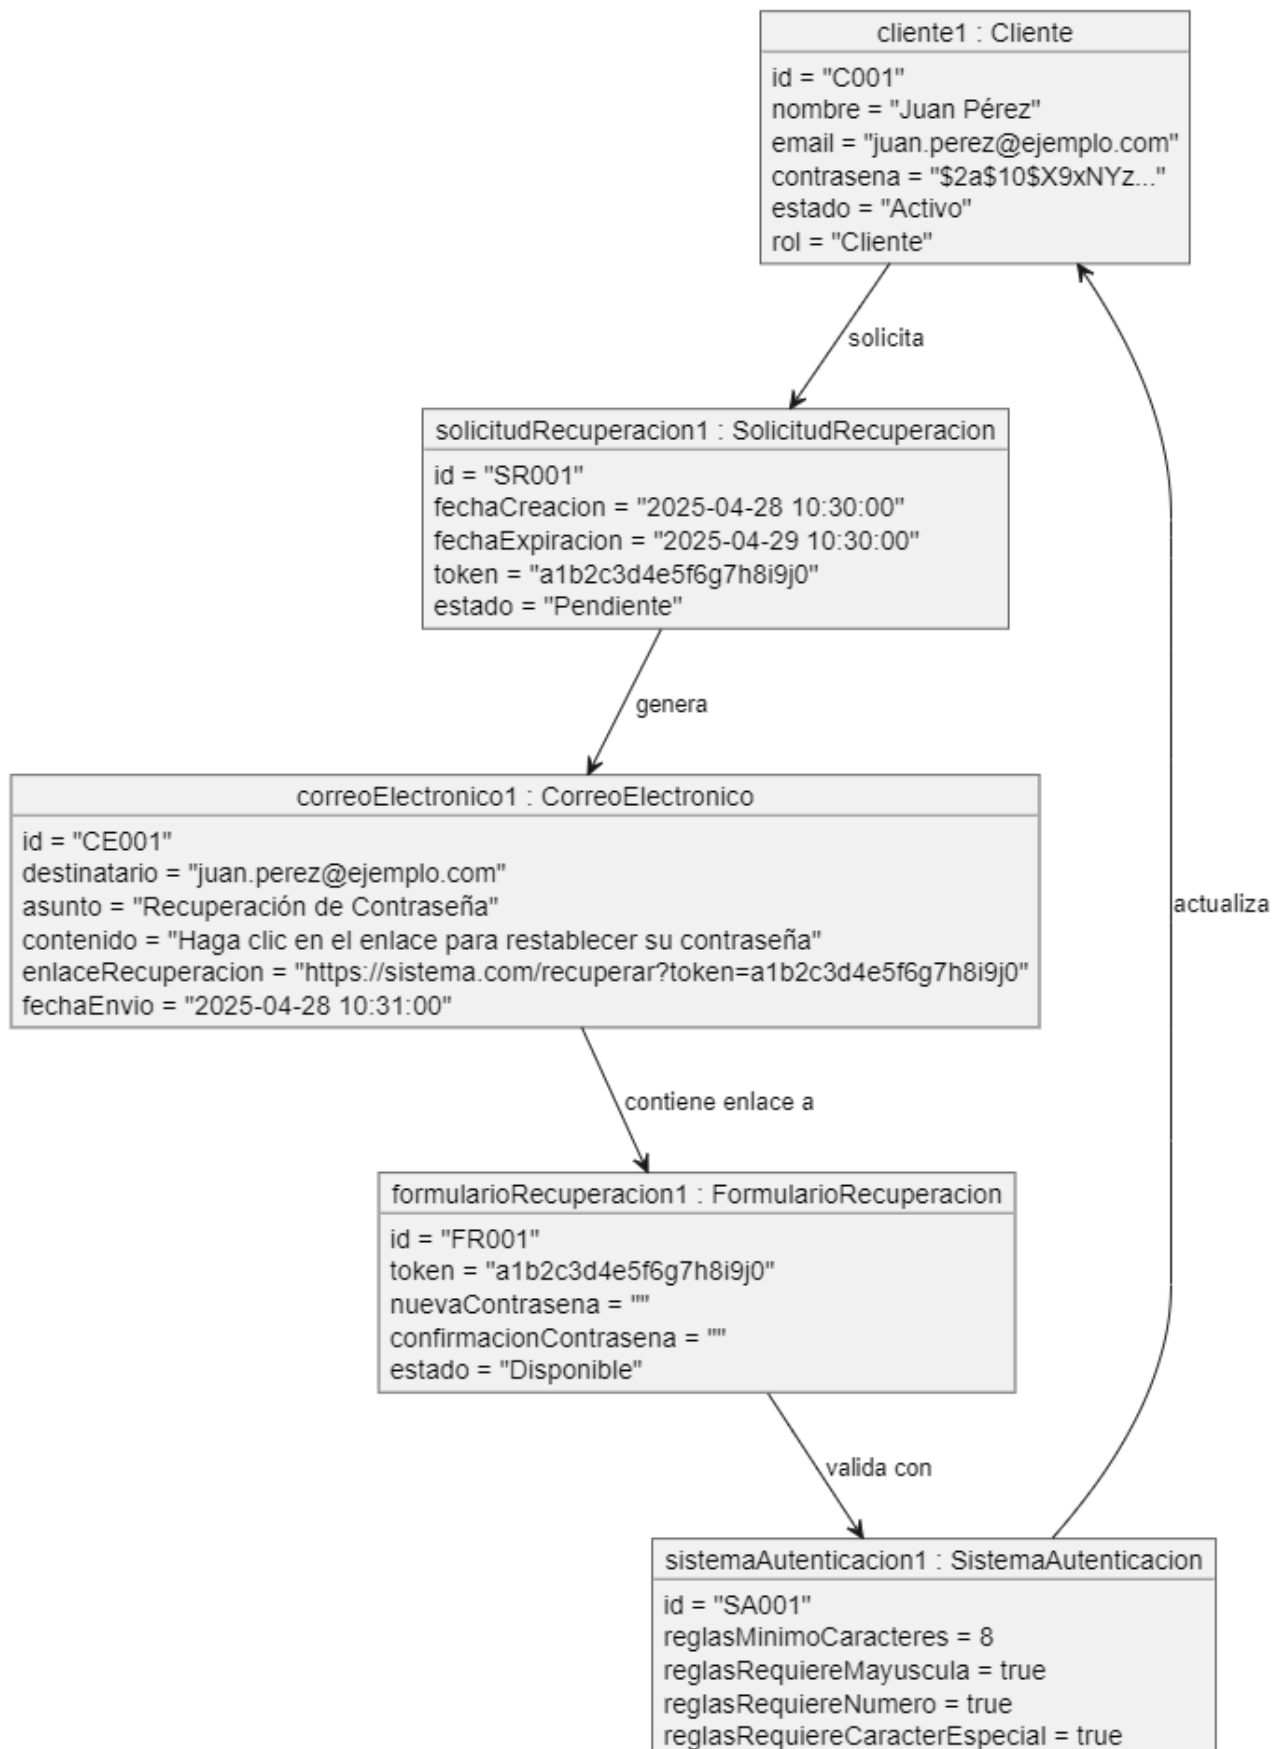 cliente1 : Cliente
id = "C001"
nombre = "Juan Pérez"
email = "juan.perez@ejemplo.com"
contrasena = "$2a$10$X9xNYz..."
estado = "Activo"
rol = "Cliente"
solicita
solicitudRecuperacion1 : SolicitudRecuperacion
id = "SR001"
fechaCreacion = "2025-04-28 10:30:00"
fechaExpiracion = "2025-04-29 10:30:00"
token = "a1b2c3d4e5f6g7h8i9j0"
estado = "Pendiente"
genera
correoElectronico1 : CorreoElectronico
id = "CE001"
destinatario = "juan.perez@ejemplo.com"
asunto = "Recuperación de Contraseña"
contenido = "Haga clic en el enlace para restablecer su contraseña"
enlaceRecuperacion = "https://sistema.com/recuperar?token=a1b2c3d4e5f6g7h8i9j0"
fechaEnvio = "2025-04-28 10:31:00"
actualiza
contiene enlace a
formularioRecuperacion1 : FormularioRecuperacion
id = "FR001"
token = "a1b2c3d4e5f6g7h8i9j0"
nuevaContrasena = ""
confirmacionContrasena = ""
estado = "Disponible"
valida con
sistemaAutenticacion1 : SistemaAutenticacion
id = "SA001"
reglasMinimoCaracteres = 8
reglasRequiereMayuscula = true
reglasRequiereNumero = true
reglasRequiereCaracterEspecial = true